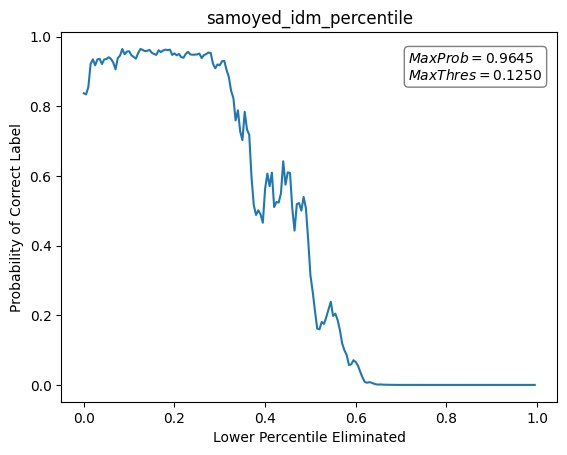 samoyed_idm_percentile
MaxProb = 0.9645
MaxThres = 0.1250
Probability of Correct Label
1.0
0.8
0.6
0.4
0.2
0.0
0.0 0.2 0.4 0.6 0.8 1.0
Lower Percentile Eliminated